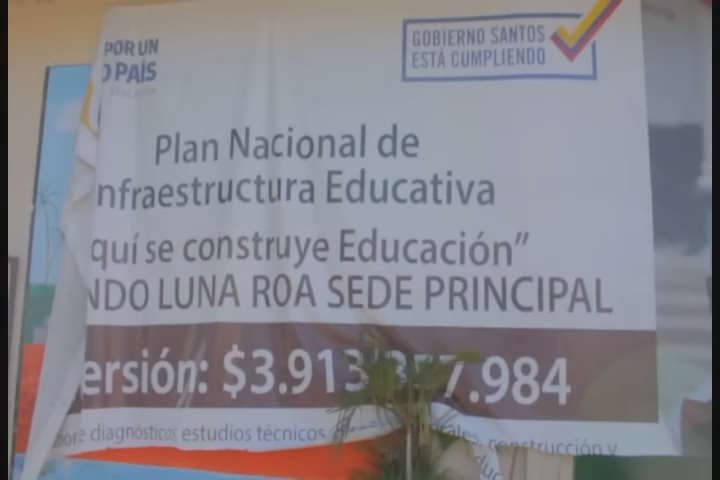 POR UN
O PAÍS
GOBIERNO SANTOS
ESTÁ CUMPLIENDO
Plan Nacional de
nfraestructura Educativa
quí se construye Educación”
NDO LUNA ROA SEDE PRINCIPAL
ersión: $3.913 .984
bore diagnósticos estudios técnicos construcción y